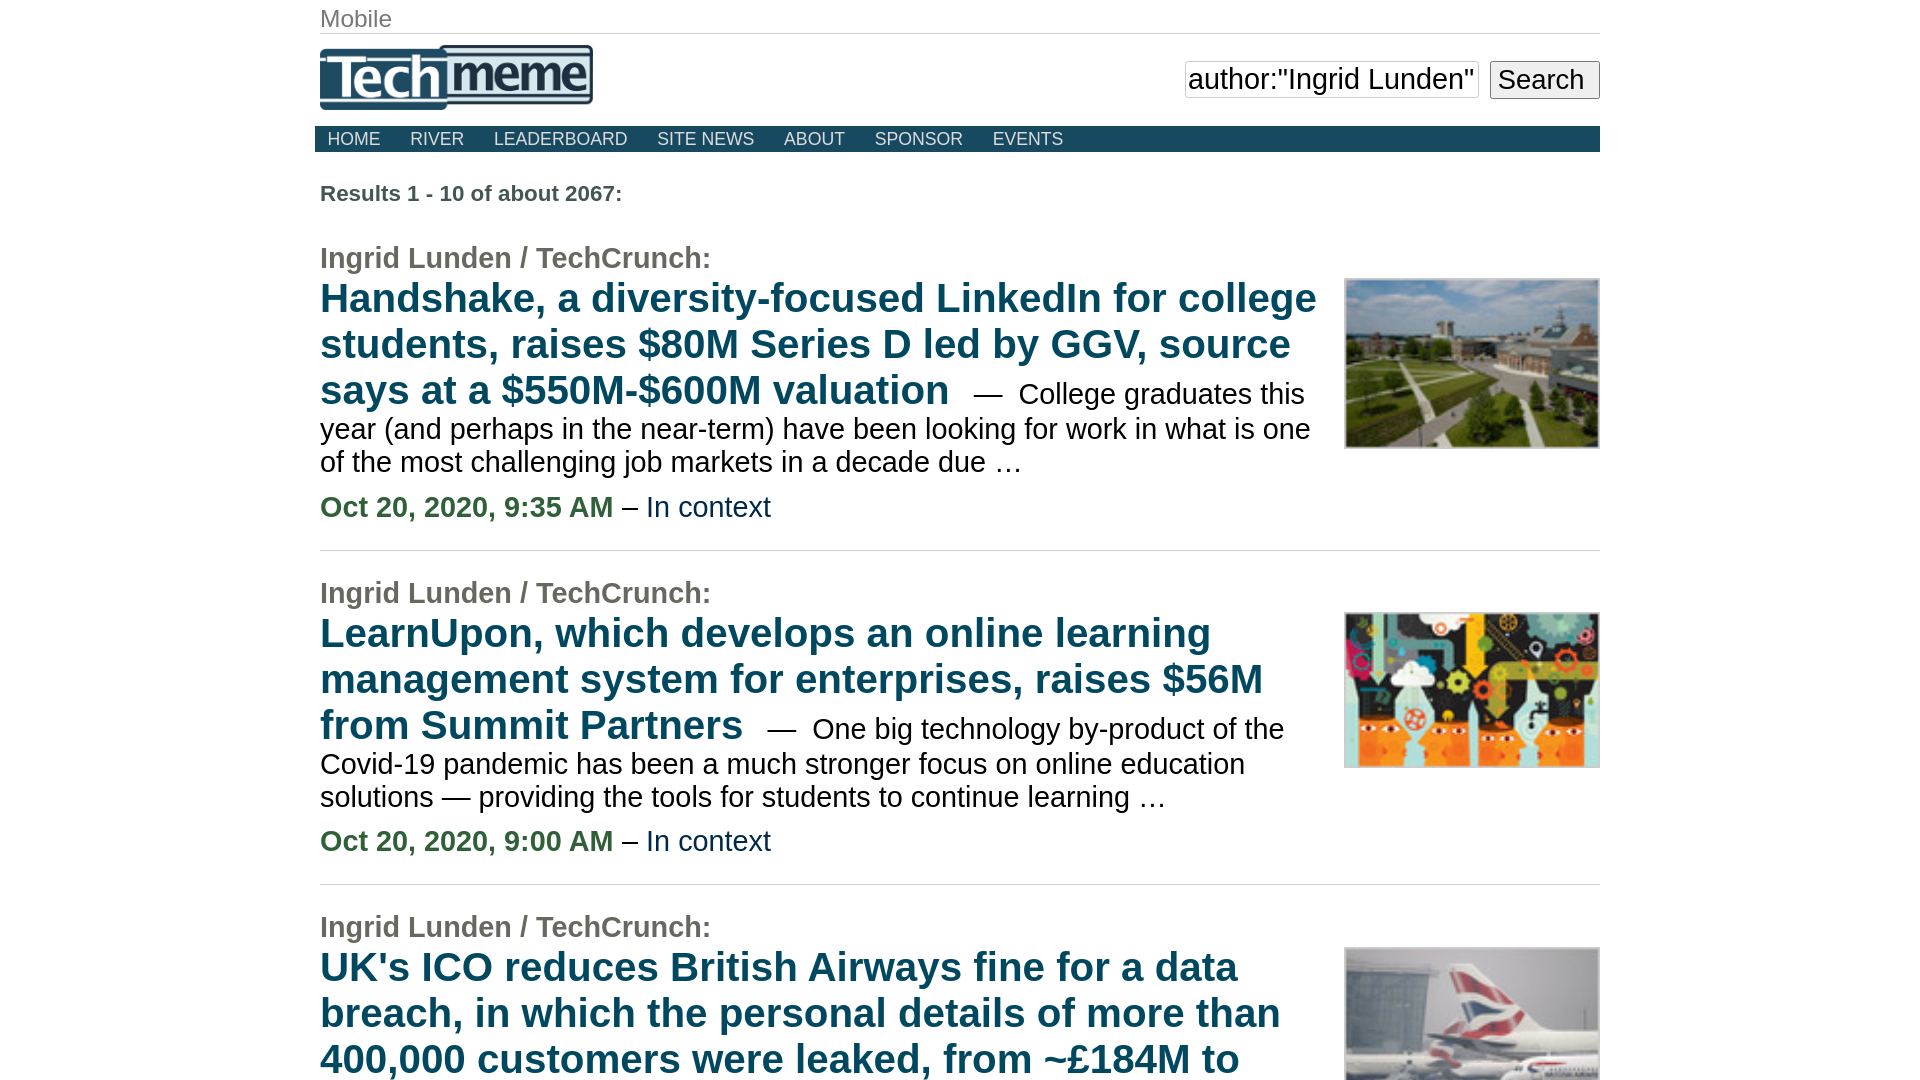 Mobile
Techmeme
author:"Ingrid Lunden"
Search
HOME RIVER LEADERBOARD SITE NEWS ABOUT SPONSOR EVENTS
Results 1 - 10 of about 2067:
Ingrid Lunden / TechCrunch:
Handshake, a diversity-focused LinkedIn for college
students, raises $80M Series D led by GGV, source
says at a $550M-$600M valuation — College graduates this
year (and perhaps in the near-term) have been looking for work in what is one
of the most challenging job markets in a decade due …
Oct 20, 2020, 9:35 AM – In context
Ingrid Lunden / TechCrunch:
LearnUpon, which develops an online learning
management system for enterprises, raises $56M
from Summit Partners — One big technology by-product of the
Covid-19 pandemic has been a much stronger focus on online education
solutions — providing the tools for students to continue learning …
Oct 20, 2020, 9:00 AM – In context
Ingrid Lunden / TechCrunch:
UK's ICO reduces British Airways fine for a data
breach, in which the personal details of more than
400,000 customers were leaked, from ~£184M to